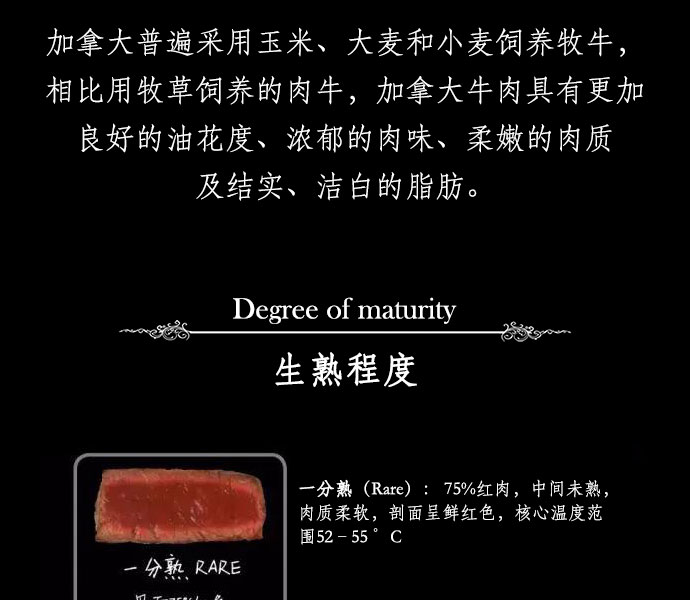 加拿大普遍采用玉米、大麦和小麦饲养牧牛，
相比用牧草饲养的肉牛，加拿大牛肉具有更加
良好的油花度、浓郁的肉味、柔嫩的肉质
及结实、洁白的脂肪。
Degree of maturity
生熟程度
一分熟（Rare）： 75%红肉，中间未熟，
肉质柔软，剖面呈鲜红色，核心温度范
围52－55 ° C
一分熟 RARE